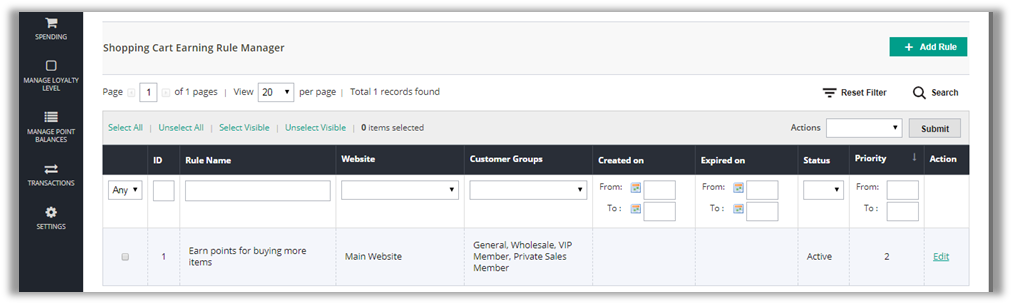 SPENDING
MANAGE LOYALTY
LEVEL
MANAGE POINT
BALANCES
TRANSACTIONS
SETTINGS
Shopping Cart Earning Rule Manager
+ Add Rule
Page 1 of 1 pages | View 20 per page | Total 1 records found
Reset Filter
Search
Select All | Unselect All | Select Visible | Unselect Visible | 0 items selected
Actions
Submit
ID Rule Name Website Customer Groups Created on Expired on Status Priority ↓ Action
Any From: From: From:
To : To : To :
1 Earn points for buying more
items
Main Website
General, Wholesale, VIP
Member, Private Sales
Member
Active 2 Edit